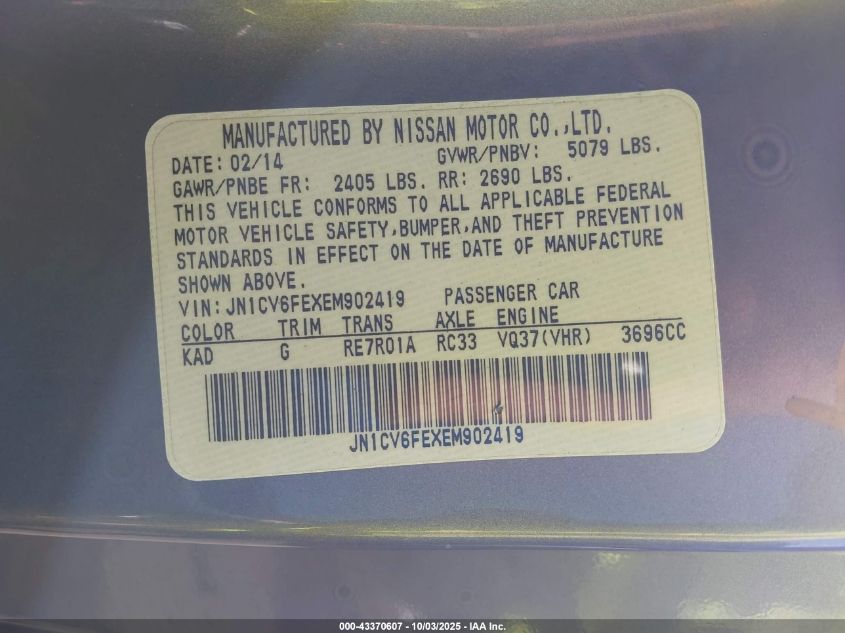 MANUFACTURED BY NISSAN MOTOR CO.,LTD.
DATE: 02/14 GVWR/PNBV: 5079 LBS.
GAWR/PNBE FR: 2405 LBS. RR: 2690 LBS.
THIS VEHICLE CONFORMS TO ALL APPLICABLE FEDERAL
MOTOR VEHICLE SAFETY,BUMPER,AND THEFT PREVENTION
STANDARDS IN EFFECT ON THE DATE OF MANUFACTURE
SHOWN ABOVE.
VIN: JN1CV6FEXEM902419 PASSENGER CAR
COLOR TRIM TRANS AXLE ENGINE
KAD G RE7R01A RC33 VQ37(VHR) 3696CC
JN1CV6FEXEM902419
000-43370607 - 10/03/2025 - IAA Inc.